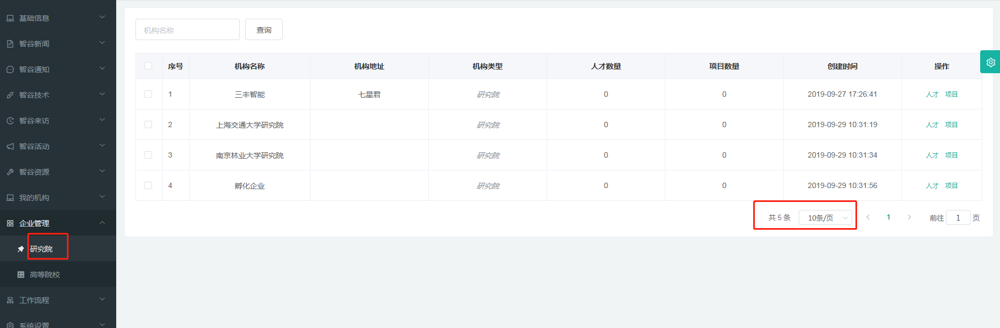 基础信息
智谷新闻
智谷通知
智谷技术
智谷来访
智谷活动
智谷资源
我的机构
企业管理
研究院
高等院校
工作流程
系统设置
机构名称 查询
序号 机构名称 机构地址 机构类型 人才数量 项目数量 创建时间 操作
1 三丰智能 七星君 研究院 0 0 2019-09-27 17:26:41 人才 项目
2 上海交通大学研究院 研究院 0 0 2019-09-29 10:31:19 人才 项目
3 南京林业大学研究院 研究院 0 0 2019-09-29 10:31:34 人才 项目
4 孵化企业 研究院 0 0 2019-09-29 10:31:56 人才 项目
共 5 条 10条/页 1 前往 1 页